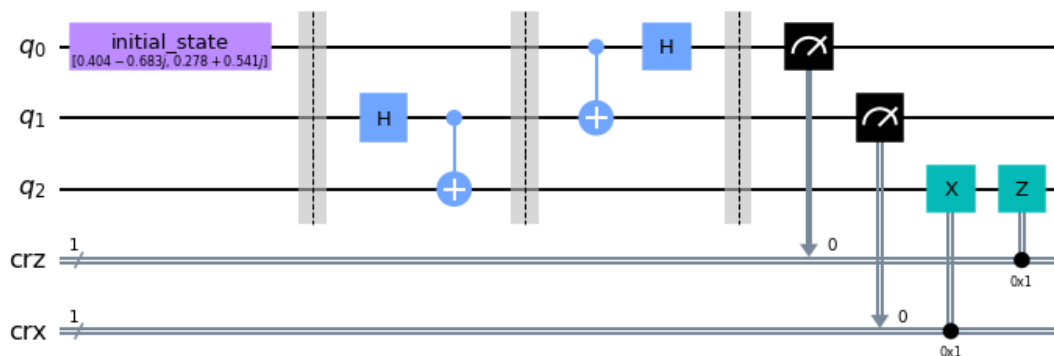 q0 initial_state H
[0.404 − 0.683j, 0.278 + 0.541j]
q1 H
q2 X Z
crz 1 0
0x1
crx 1 0
0x1